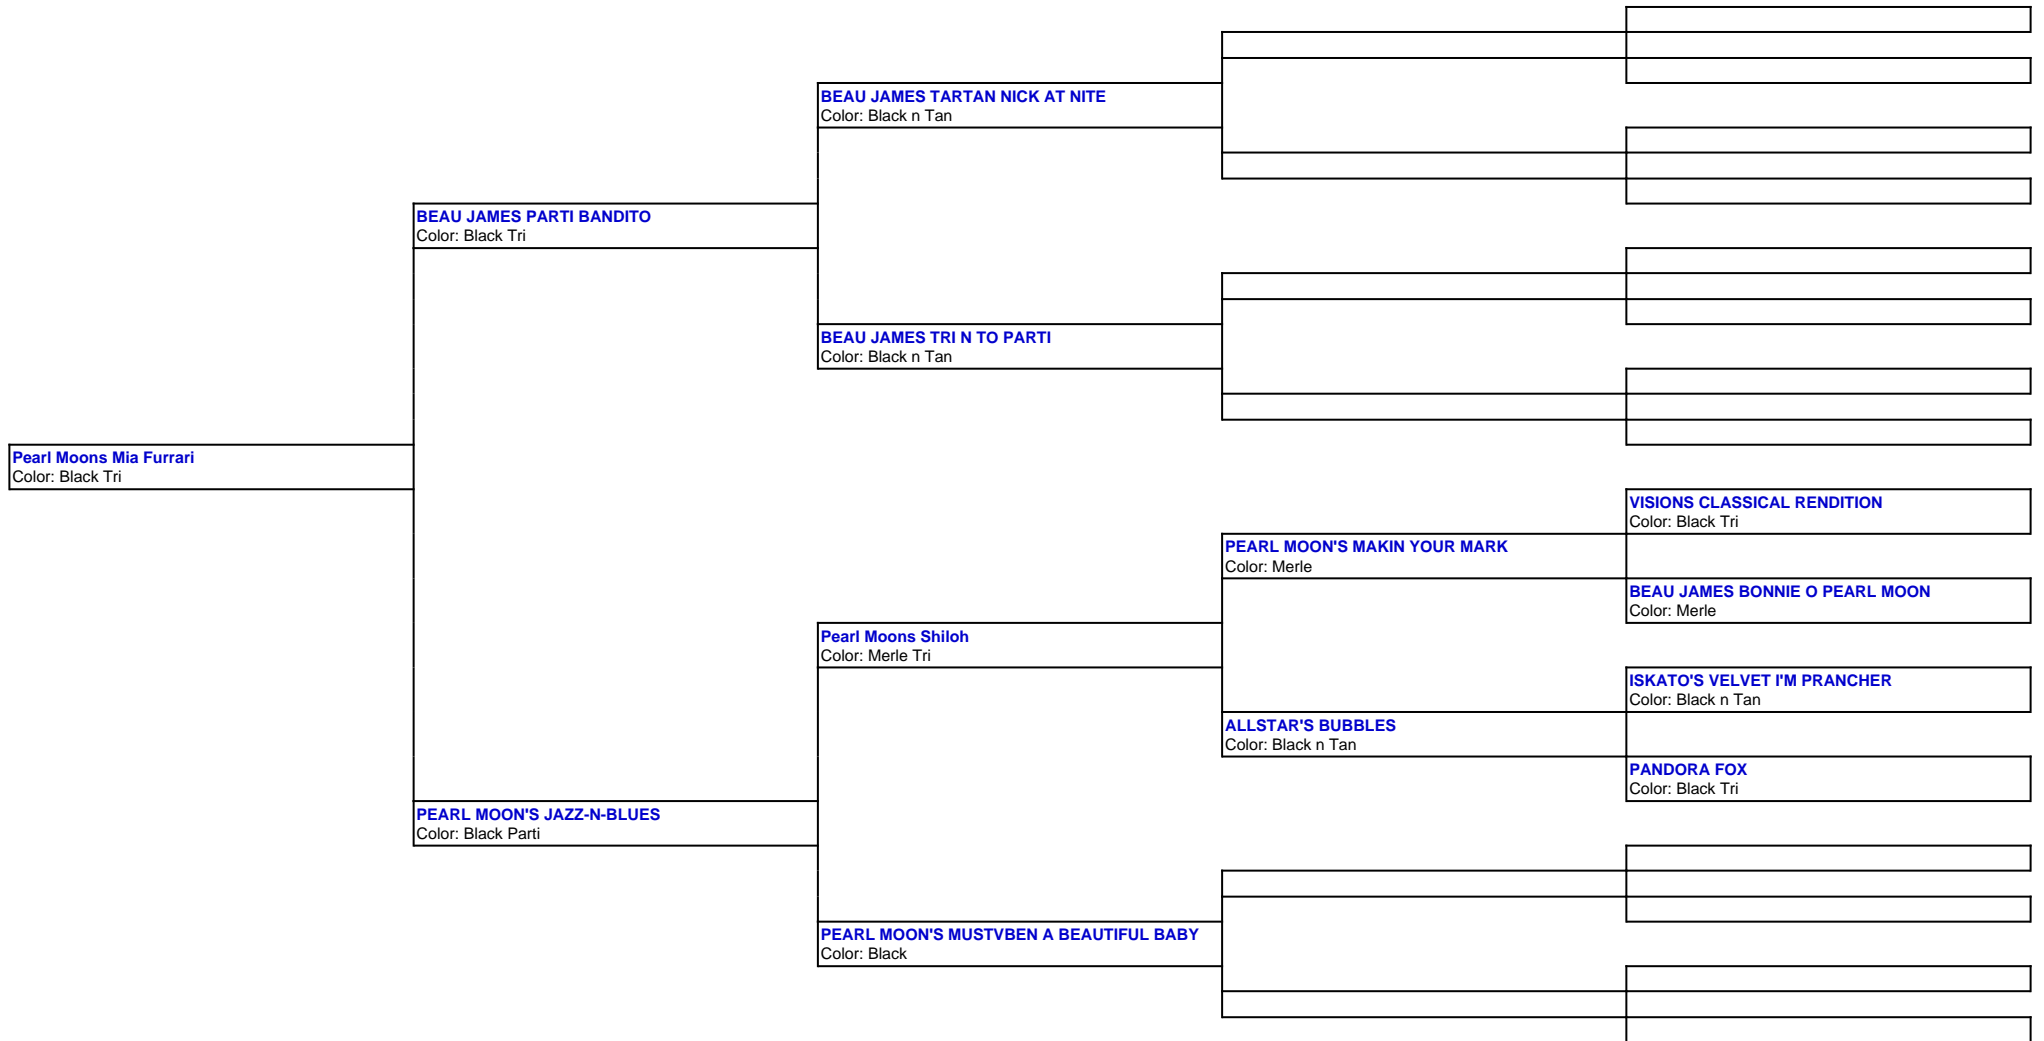 BEAU JAMES TARTAN NICK AT NITE
Color: Black n Tan
BEAU JAMES PARTI BANDITO
Color: Black Tri
BEAU JAMES TRI N TO PARTI
Color: Black n Tan
Pearl Moons Mia Furrari
Color: Black Tri
VISIONS CLASSICAL RENDITION
Color: Black Tri
PEARL MOON'S MAKIN YOUR MARK
Color: Merle
BEAU JAMES BONNIE O PEARL MOON
Color: Merle
Pearl Moons Shiloh
Color: Merle Tri
ISKATO'S VELVET I'M PRANCHER
Color: Black n Tan
ALLSTAR'S BUBBLES
Color: Black n Tan
PANDORA FOX
Color: Black Tri
PEARL MOON'S JAZZ-N-BLUES
Color: Black Parti
PEARL MOON'S MUSTVBEN A BEAUTIFUL BABY
Color: Black